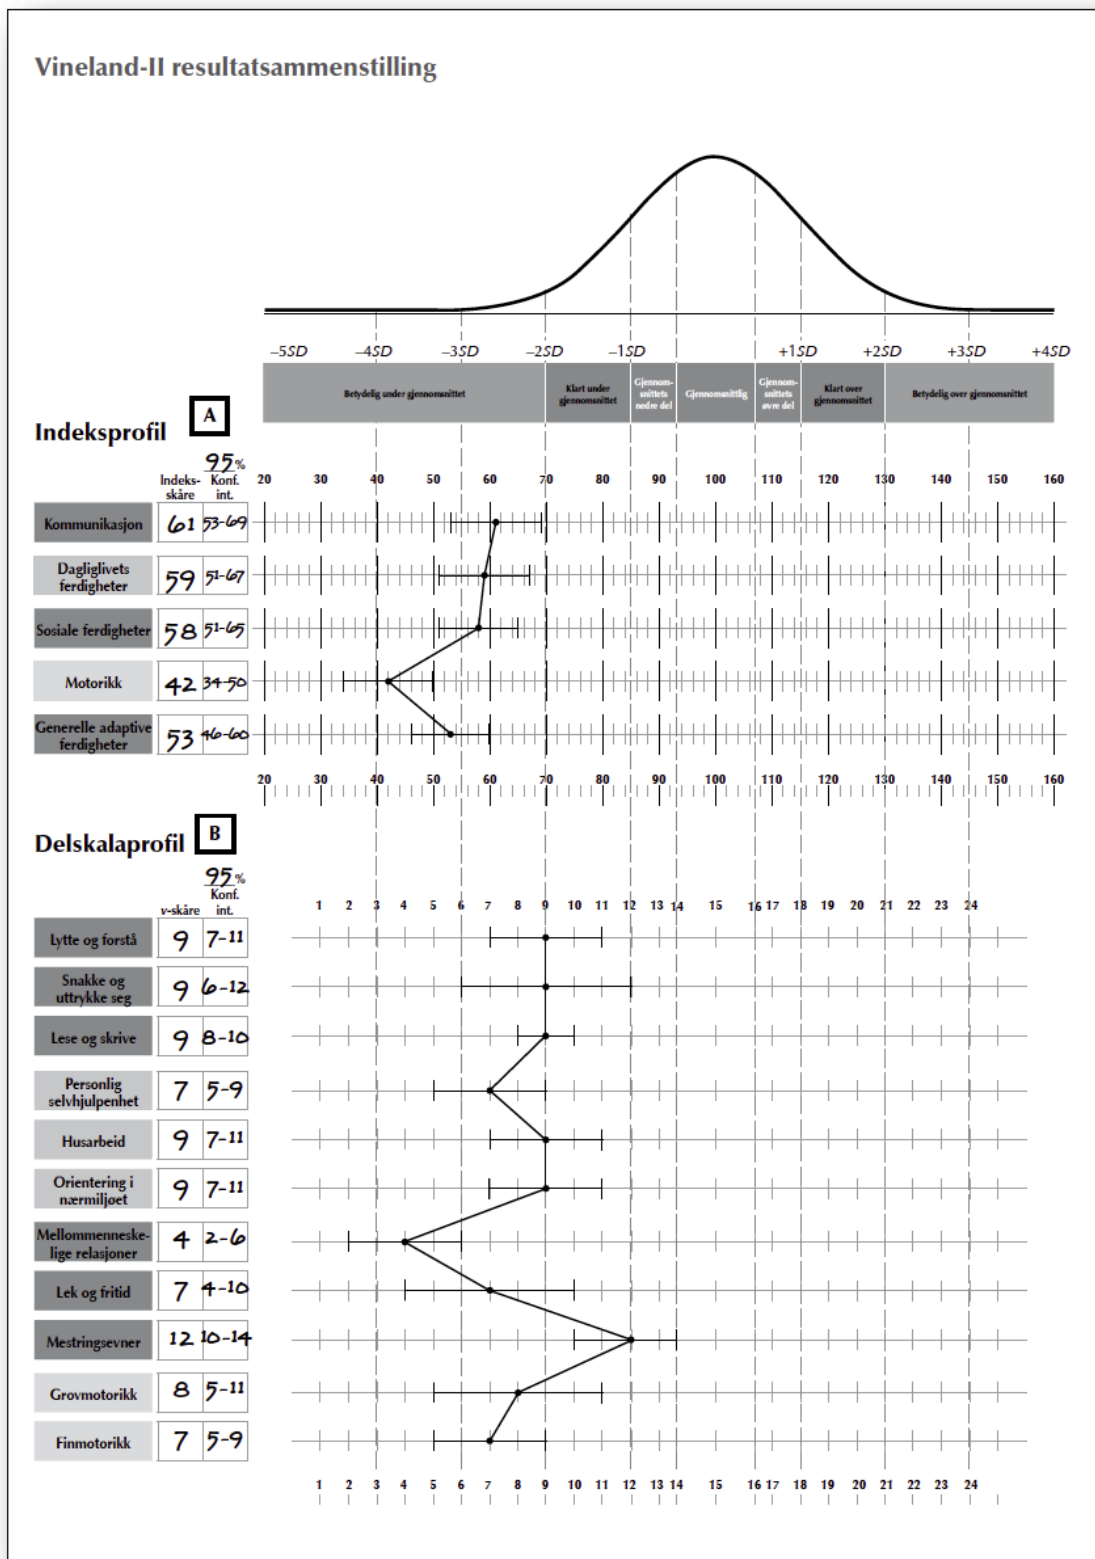 Vineland-II resultatsammenstilling
–5SD –4SD –3SD –2SD –1SD +1SD +2SD +3SD +4SD
Betydelig under gjennomsnittet
Klart under
gjennomsnittet
Gjennom-
snittets
nedre del
Gjennomsnittlig
Gjennom-
snittets
øvre del
Klart over
gjennomsnittet
Betydelig over gjennomsnittet
A
Indeksprofil
95%
Indeks-
skåre
Konf.
int.
20 30 40 50 60 70 80 90 100 110 120 130 140 150 160
Kommunikasjon 61 53-69
Dagliglivets
ferdigheter 59 51-67
Sosiale ferdigheter 58 51-65
Motorikk 42 34-50
Generelle adaptive
ferdigheter 53 46-60
20 30 40 50 60 70 80 90 100 110 120 130 140 150 160
Delskalaprofil
B
95%
Konf.
v-skåre int.
1 2 3 4 5 6 7 8 9 10 11 12 13 14 15 16 17 18 19 20 21 22 23 24
Lytte og forstå 9 7-11
Snakke og
uttrykke seg 9 6-12
Lese og skrive 9 8-10
Personlig
selvhjulpenhet 7 5-9
Husarbeid 9 7-11
Orientering i
nærmiljøet 9 7-11
Mellommenneske-
lige relasjoner 4 2-6
Lek og fritid 7 4-10
Mestringsevner 12 10-14
Grovmotorikk 8 5-11
Finmotorikk 7 5-9
1 2 3 4 5 6 7 8 9 10 11 12 13 14 15 16 17 18 19 20 21 22 23 24